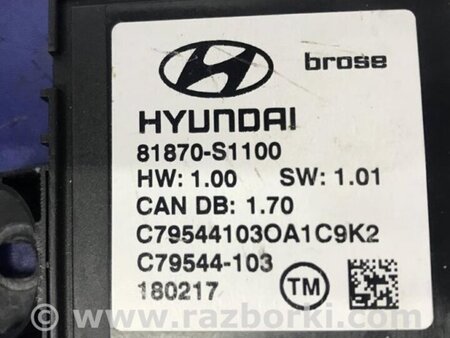 brose
HYUNDAI
81870-S1100
HW: 1.00 SW: 1.01
CAN DB: 1.70
C79544103OA1C9K2
C79544-103
180217 TM
www.razborki.com